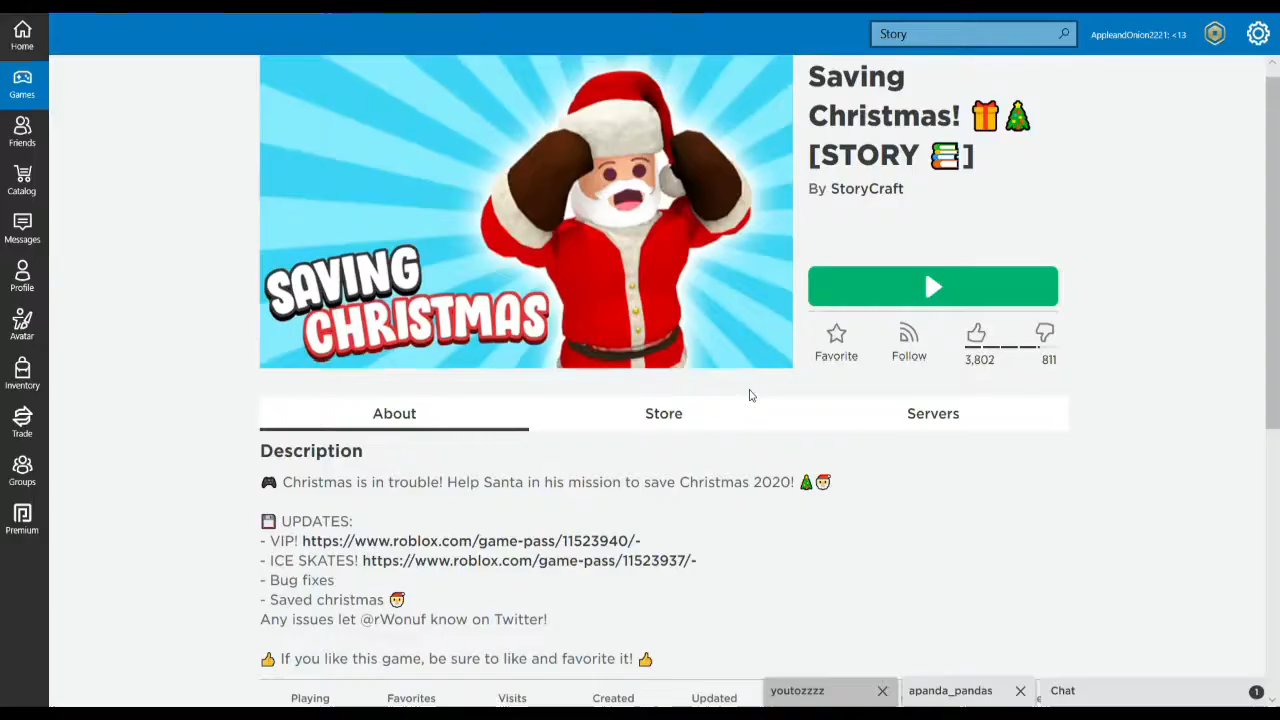 Home
Games
Friends
Catalog
Messages
Profile
Avatar
Inventory
Trade
Groups
Premium
Story
AppleandOnion2221: <13
SAVING
CHRISTMAS
Saving
Christmas! 🎁🎄
[STORY 📚]
By StoryCraft
Favorite
Follow
3,802
811
About
Store
Servers
Description
🎮 Christmas is in trouble! Help Santa in his mission to save Christmas 2020! 🎄🎅
💾 UPDATES:
- VIP! https://www.roblox.com/game-pass/11523940/-
- ICE SKATES! https://www.roblox.com/game-pass/11523937/-
- Bug fixes
- Saved christmas 🎅
Any issues let @rWonuf know on Twitter!
👍 If you like this game, be sure to like and favorite it! 👍
Playing
Favorites
Visits
Created
Updated
youtozzzz
apanda_pandas
Chat
1